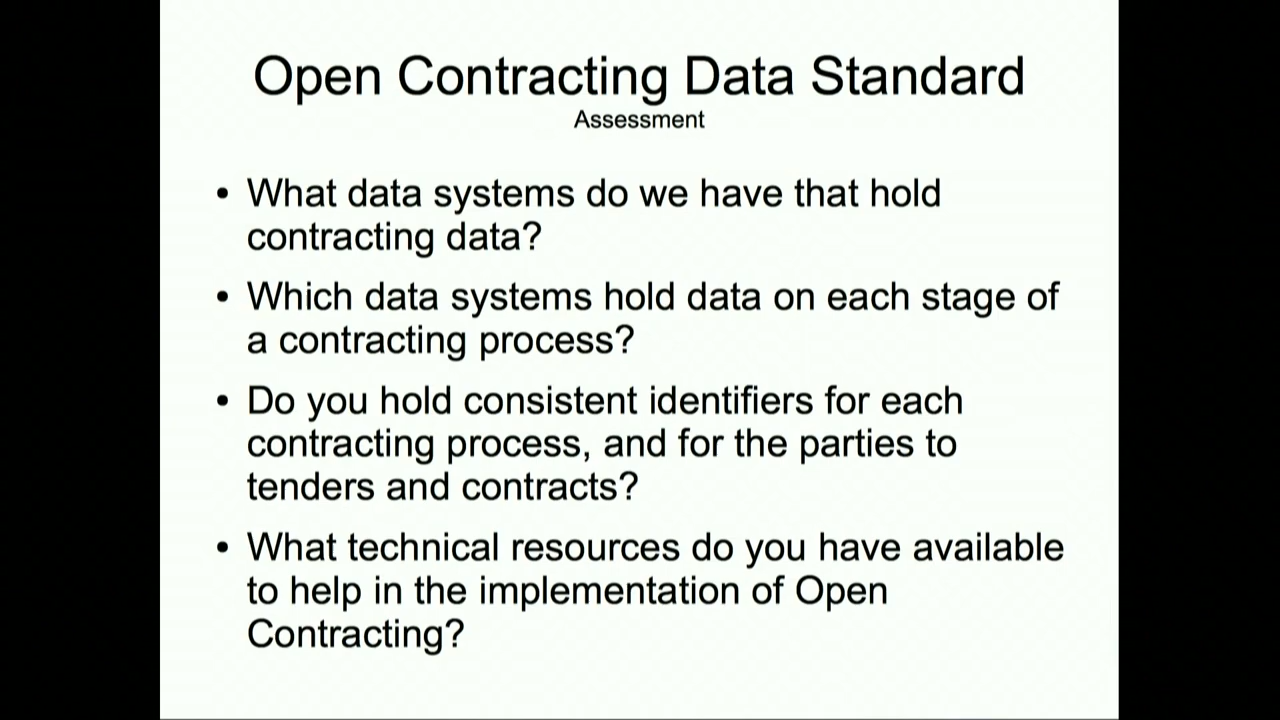 Open Contracting Data Standard
Assessment
• What data systems do we have that hold
contracting data?
• Which data systems hold data on each stage of
a contracting process?
• Do you hold consistent identifiers for each
contracting process, and for the parties to
tenders and contracts?
• What technical resources do you have available
to help in the implementation of Open
Contracting?